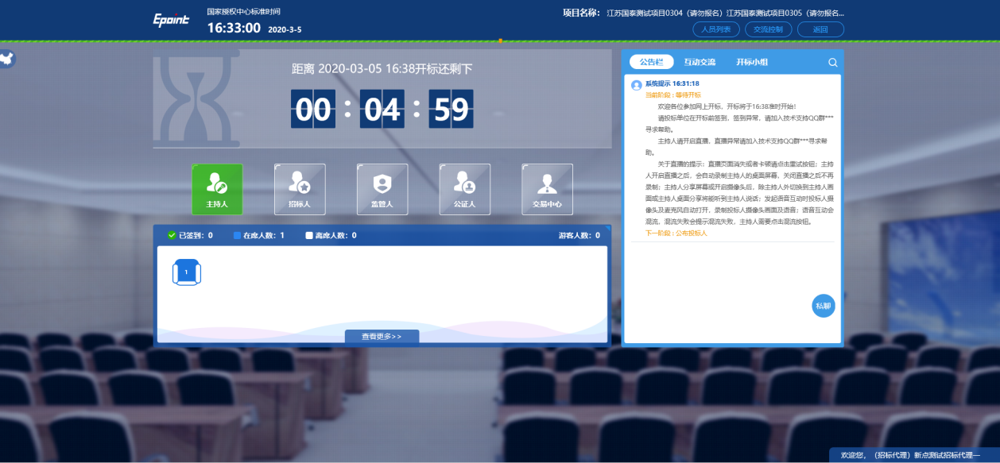 Epoint
国家授权中心标准时间
16:33:00 2020-3-5
项目名称: 江苏国泰测试项目0304（请勿报名）江苏国泰测试项目0305（请勿报名...
人员列表 交流控制 返回
距离 2020-03-05 16:38开标还剩下
00 : 04 : 59
主持人 招标人 监管人 公证人 交易中心
已签到: 0 在席人数: 1 离席人数: 0 游客人数: 0
1
查看更多>>
公告栏 互动交流 开标小组
系统提示 16:31:18
当前阶段 : 等待开标
欢迎各位参加网上开标，开标将于16:38准时开始!
请投标单位在开标前签到，签到异常，请加入技术支持QQ群***
寻求帮助。
主持人请开启直播，直播异常请加入技术支持QQ群***寻求帮
助。
关于直播的提示：直播页面消失或者卡顿请点击重试按钮；主持
人开启直播之后，会自动录制主持人的桌面屏幕，关闭直播之后不再
录制；主持人分享屏幕或开启摄像头后，除主持人外切换到主持人画
面或主持人桌面分享将能听到主持人说话；发起语音互动时投标人摄
像头及麦克风自动打开，录制投标人摄像头画面及语音；语音互动会
混流，混流失败会提示混流失败，主持人需要点击混流按钮。
下一阶段 : 公布投标人
私聊
欢迎您，（招标代理）新点测试招标代理一